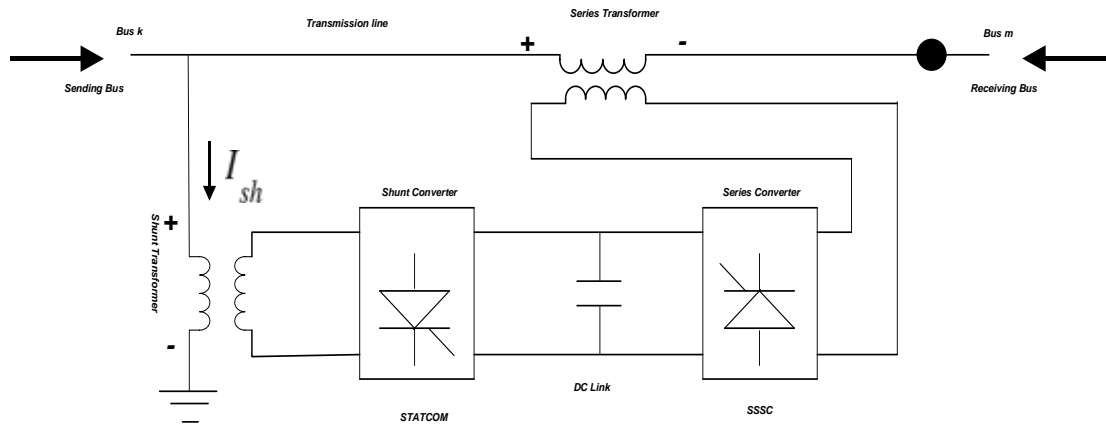 Series Transformer
Transmission line
Bus k
+
-
Bus m
Sending Bus
Receiving Bus
I sh
Shunt Converter
Series Converter
+
Shunt Transformer
-
DC Link
STATCOM
SSSC